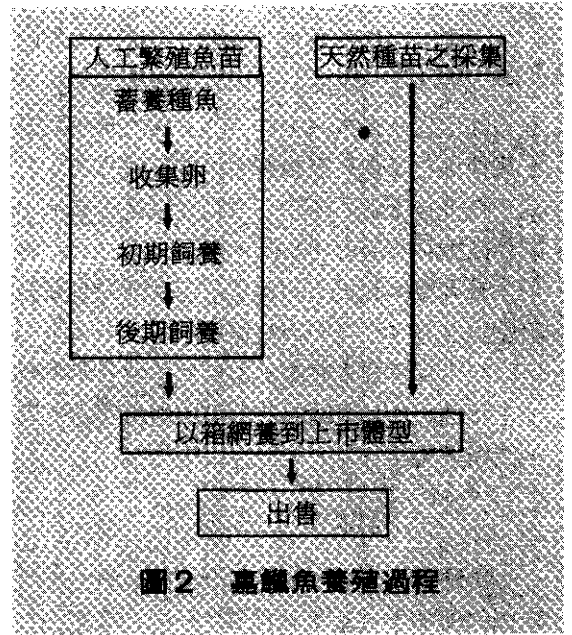 人工繁殖魚苗
天然種苗之採集
蓄養種魚
收集卵
初期飼養
後期飼養
以箱網養到上市體型
出售
圖2 嘉鱲魚養殖過程